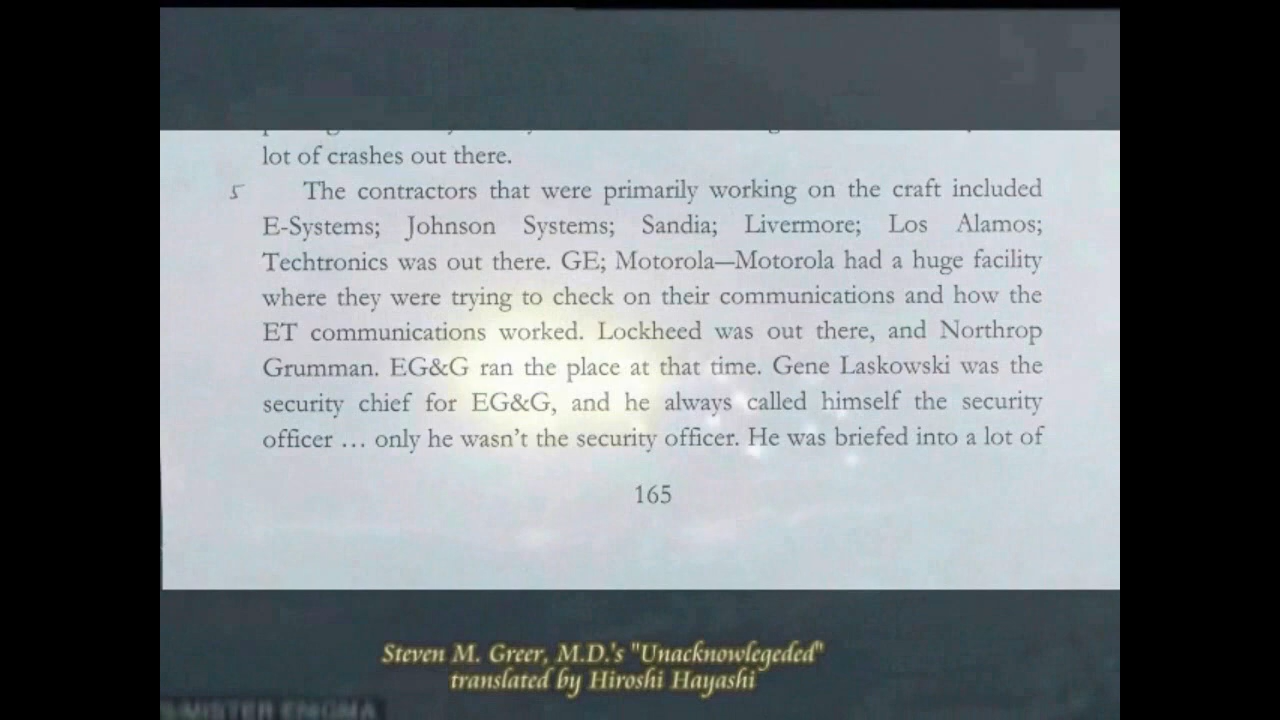 lot of crashes out there.
5 The contractors that were primarily working on the craft included
E-Systems; Johnson Systems; Sandia; Livermore; Los Alamos;
Techtronics was out there. GE; Motorola—Motorola had a huge facility
where they were trying to check on their communications and how the
ET communications worked. Lockheed was out there, and Northrop
Grumman. EG&G ran the place at that time. Gene Laskowski was the
security chief for EG&G, and he always called himself the security
officer … only he wasn't the security officer. He was briefed into a lot of
165
Steven M. Greer, M.D.'s "Unacknowlegeded"
translated by Hiroshi Hayashi
MISTER ENIGMA